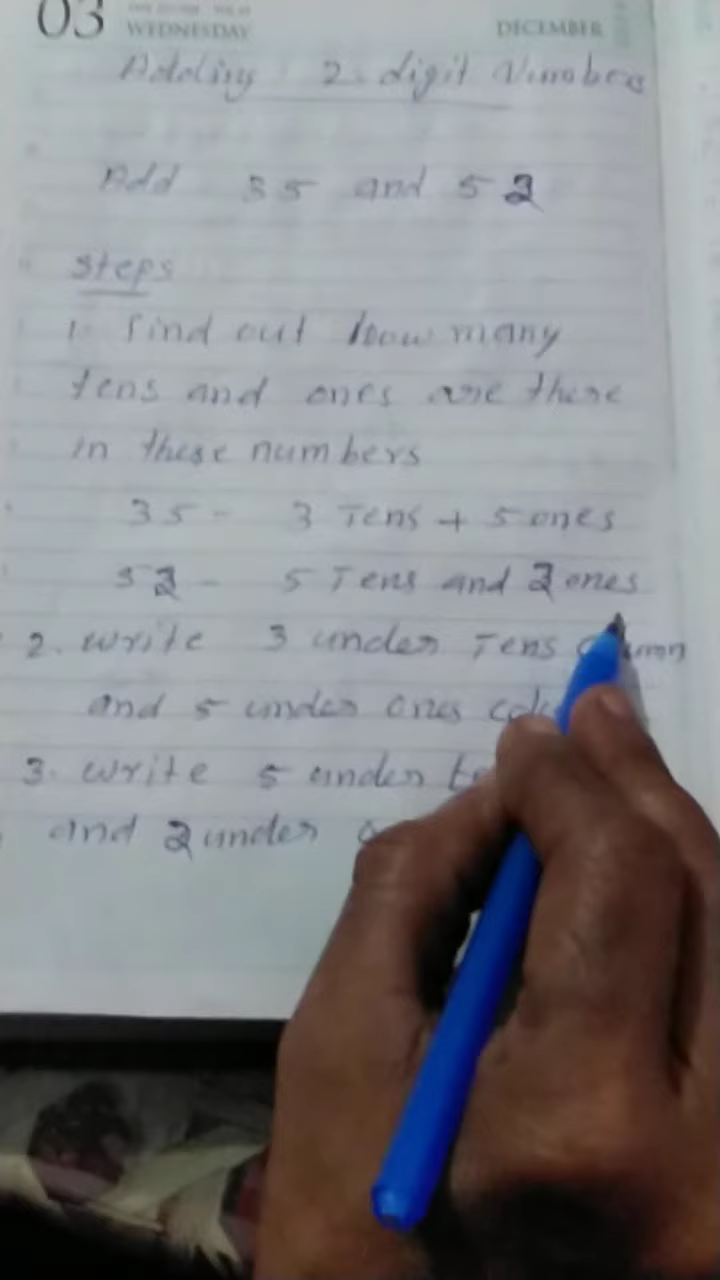 03 WEDNESDAY DECEMBER
Adding 2-digit Numbers
Add 35 and 52
Steps
1. Find out how many
tens and ones are there
in these numbers
35 - 3 Tens + 5 ones
52 - 5 Tens and 2 ones
2. write 3 under Tens
and 5 under ones
3. write 5 under
and 2 under